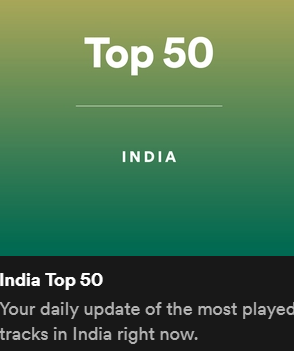 Top 50
INDIA
India Top 50
Your daily update of the most played
tracks in India right now.